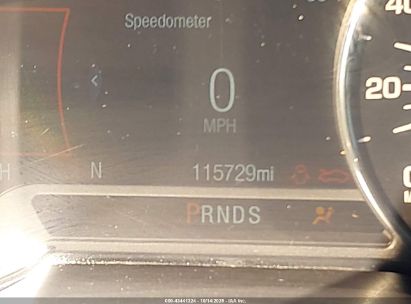 Speedometer
40
0
MPH
20
H N 115729mi
PRNDS